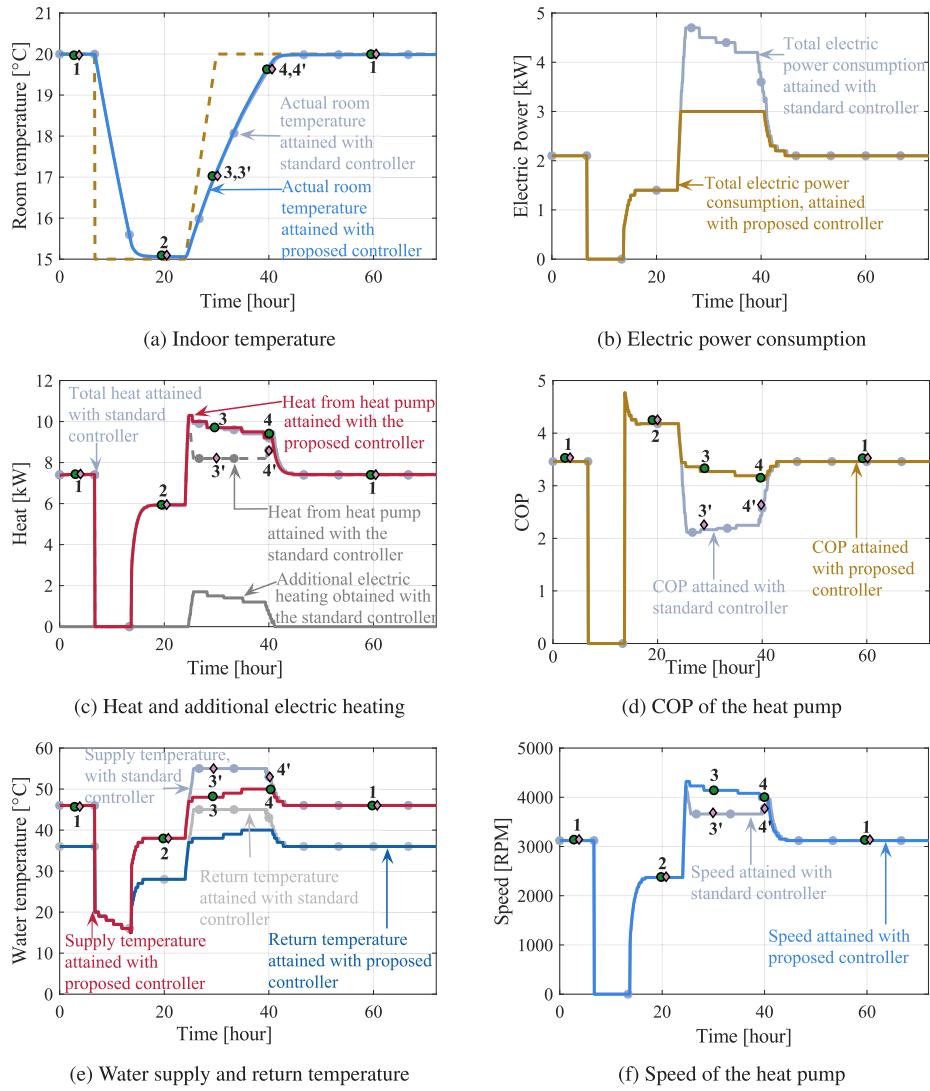 20
19
18
17
16
15
Room temperature [°C]
1
2
3,3'
4,4'
1
Actual room
temperature
attained with
standard controller
Actual room
temperature
attained with
proposed controller
0
20
40
60
Time [hour]
(a) Indoor temperature
5
4
3
2
1
0
Electric Power [kW]
Total electric
power consumption
attained with
standard controller
Total electric power
consumption, attained
with proposed controller
0
20
40
60
Time [hour]
(b) Electric power consumption
12
10
8
6
4
2
0
Heat [kW]
Total heat attained
with standard
controller
Heat from heat pump
attained with the
proposed controller
1
2
3
3'
4
4'
1
Heat from heat pump
attained with the
standard controller
Additional electric
heating obtained with
the standard controller
0
20
40
60
Time [hour]
(c) Heat and additional electric heating
5
4
3
2
1
0
COP
1
2
3
3'
4
4'
1
COP attained with
standard controller
COP attained
with proposed
controller
0
20
40
60
Time [hour]
(d) COP of the heat pump
60
50
40
30
20
10
0
Water temperature [°C]
Supply temperature,
with standard
controller
1
2
3'
3
4'
4
1
Return temperature
attained with standard
controller
Supply temperature
attained with
proposed controller
Return temperature
attained with proposed
controller
0
20
40
60
Time [hour]
(e) Water supply and return temperature
5000
4000
3000
2000
1000
0
Speed [RPM]
1
2
3
3'
4
4'
1
Speed attained with
standard controller
Speed attained with
proposed controller
0
20
40
60
Time [hour]
(f) Speed of the heat pump